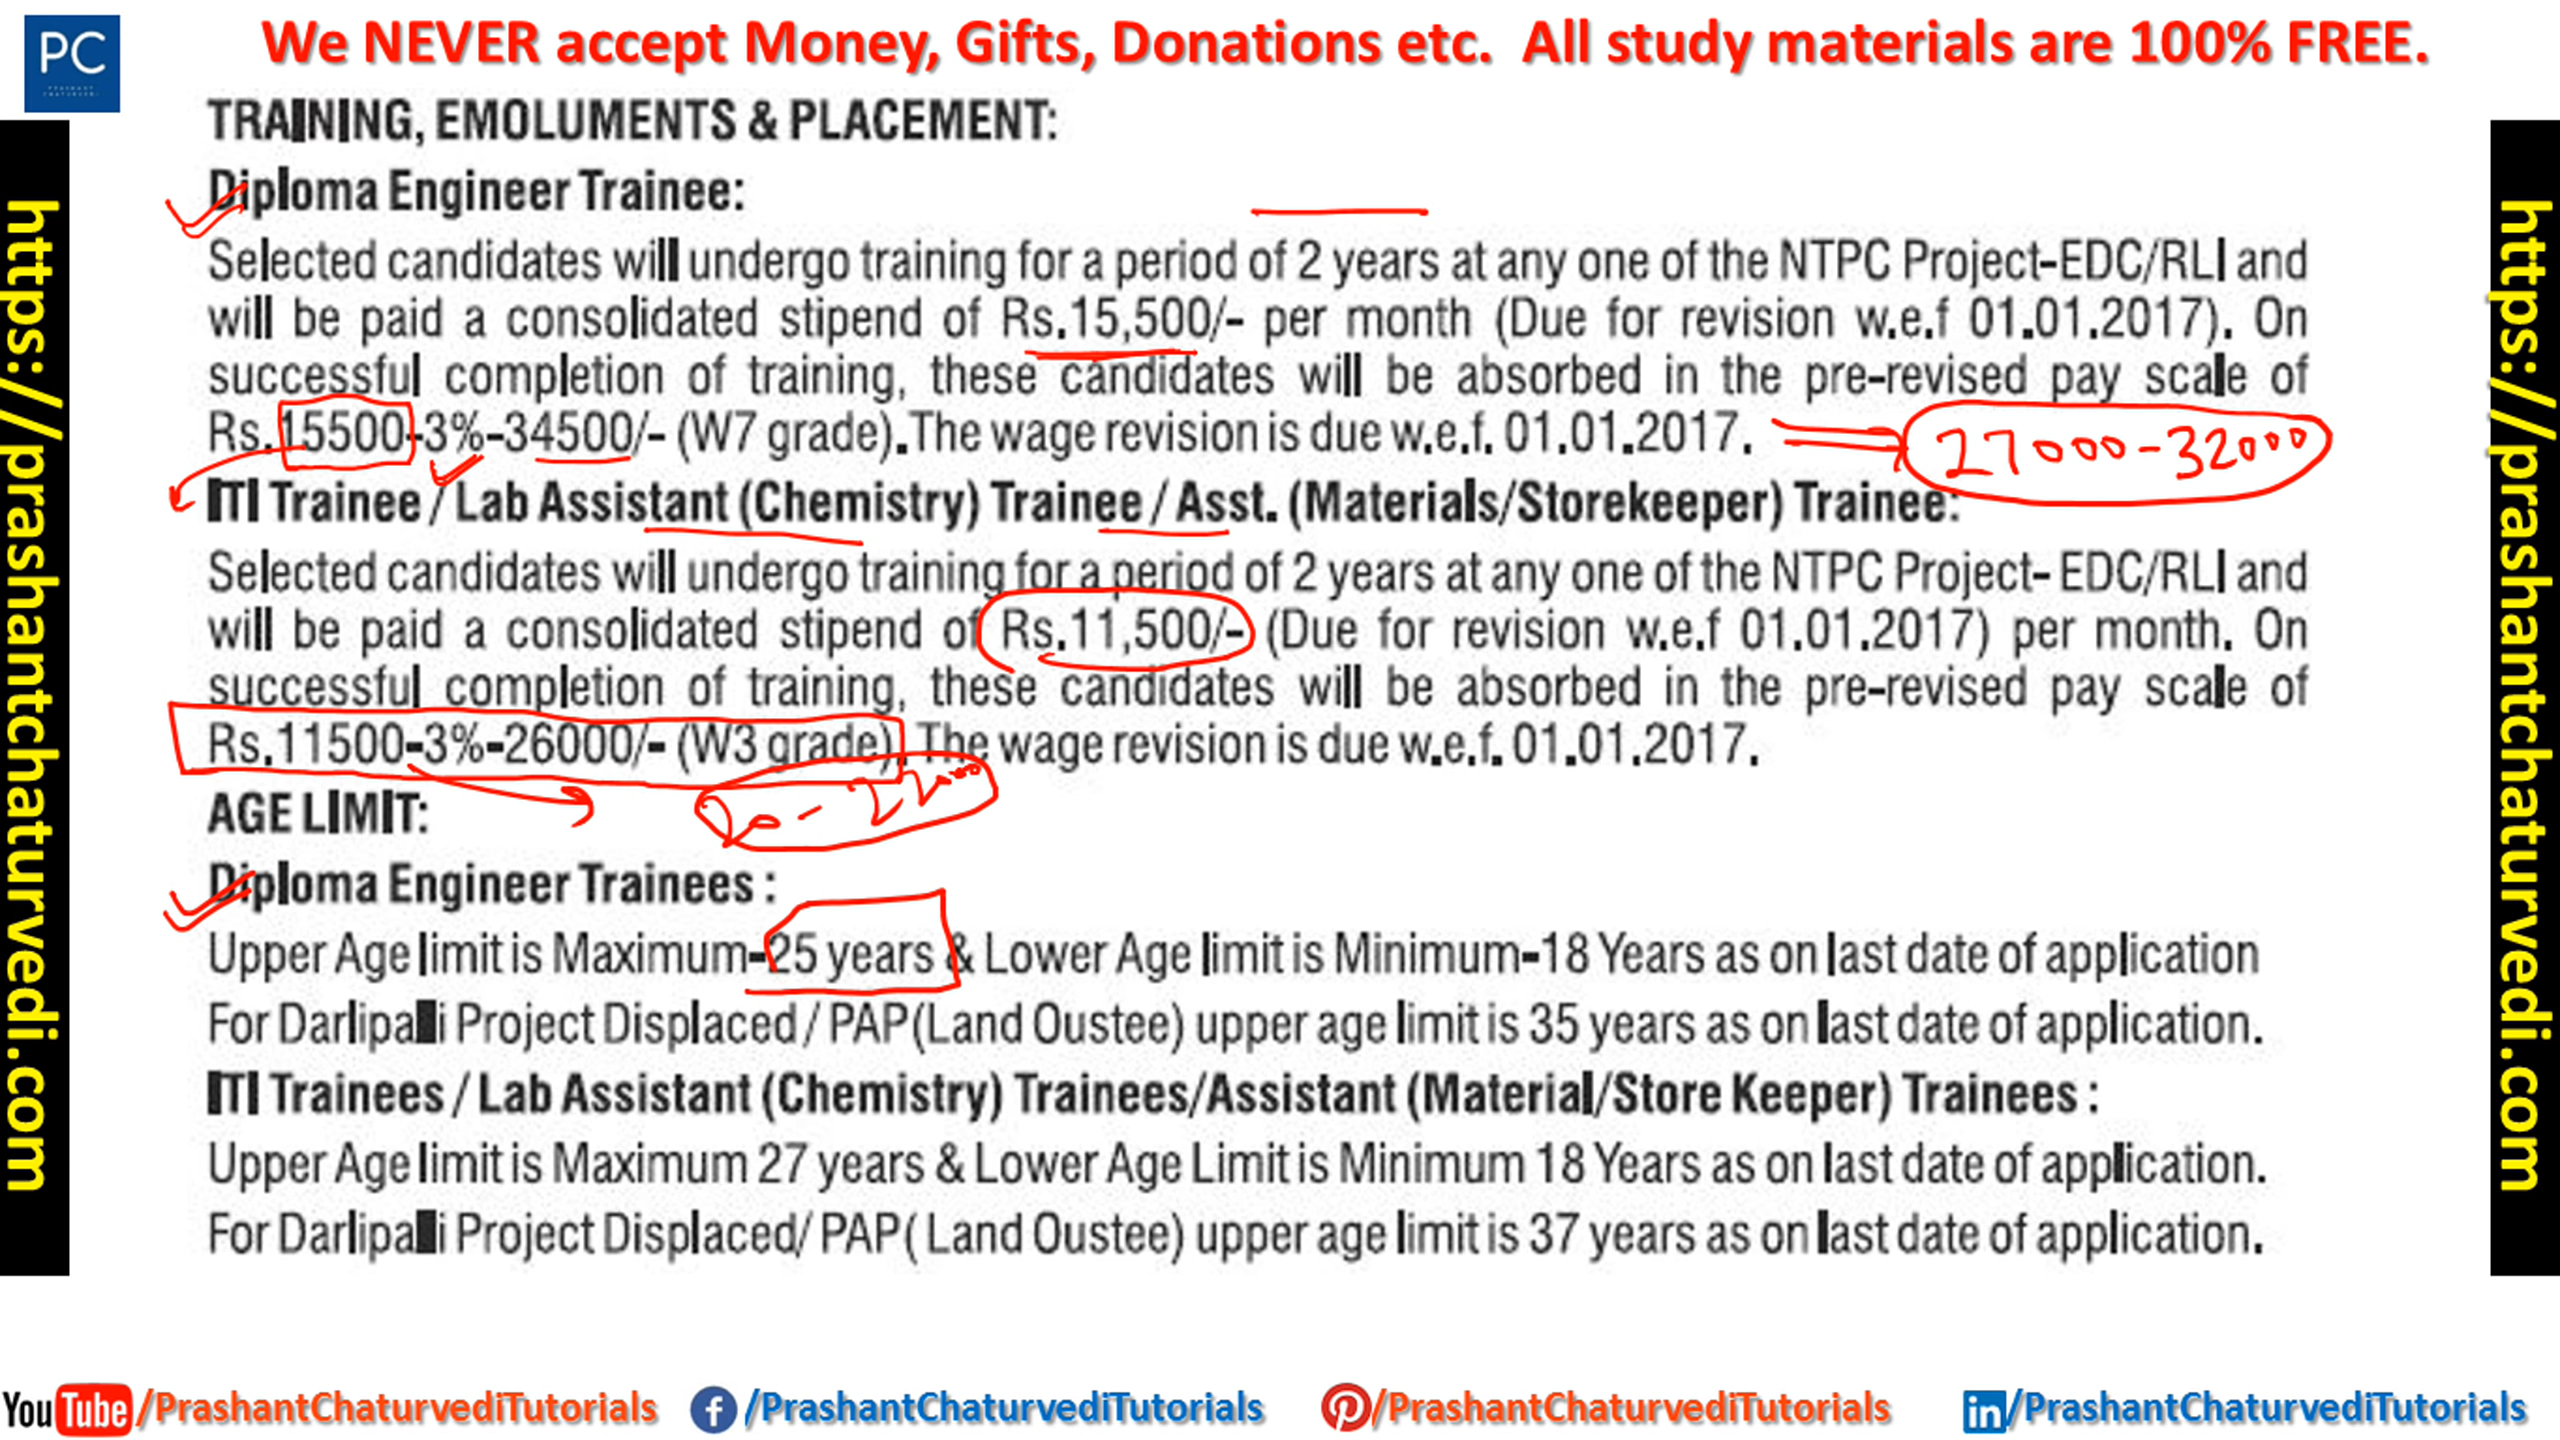 PC
PRASHANT
CHATURVEDI
We NEVER accept Money, Gifts, Donations etc. All study materials are 100% FREE.
https://prashantchaturvedi.com
TRAINING, EMOLUMENTS & PLACEMENT:
Diploma Engineer Trainee:
Selected candidates will undergo training for a period of 2 years at any one of the NTPC Project-EDC/RLI and
will be paid a consolidated stipend of Rs.15,500/- per month (Due for revision w.e.f 01.01.2017). On
successful completion of training, these candidates will be absorbed in the pre-revised pay scale of
Rs.15500-3%-34500/- (W7 grade).The wage revision is due w.e.f. 01.01.2017.
27000-32000
ITI Trainee / Lab Assistant (Chemistry) Trainee / Asst. (Materials/Storekeeper) Trainee:
Selected candidates will undergo training for a period of 2 years at any one of the NTPC Project- EDC/RLI and
will be paid a consolidated stipend of Rs.11,500/- (Due for revision w.e.f 01.01.2017) per month. On
successful completion of training, these candidates will be absorbed in the pre-revised pay scale of
Rs.11500-3%-26000/- (W3 grade). The wage revision is due w.e.f. 01.01.2017.
20-22000
AGE LIMIT:
Diploma Engineer Trainees :
Upper Age limit is Maximum-25 years & Lower Age limit is Minimum-18 Years as on last date of application
For Darlipalli Project Displaced / PAP(Land Oustee) upper age limit is 35 years as on last date of application.
ITI Trainees / Lab Assistant (Chemistry) Trainees/Assistant (Material/Store Keeper) Trainees :
Upper Age limit is Maximum 27 years & Lower Age Limit is Minimum 18 Years as on last date of application.
For Darlipalli Project Displaced/ PAP( Land Oustee) upper age limit is 37 years as on last date of application.
https://prashantchaturvedi.com
YouTube/PrashantChaturvediTutorials
f/PrashantChaturvediTutorials
/PrashantChaturvediTutorials
in/PrashantChaturvediTutorials